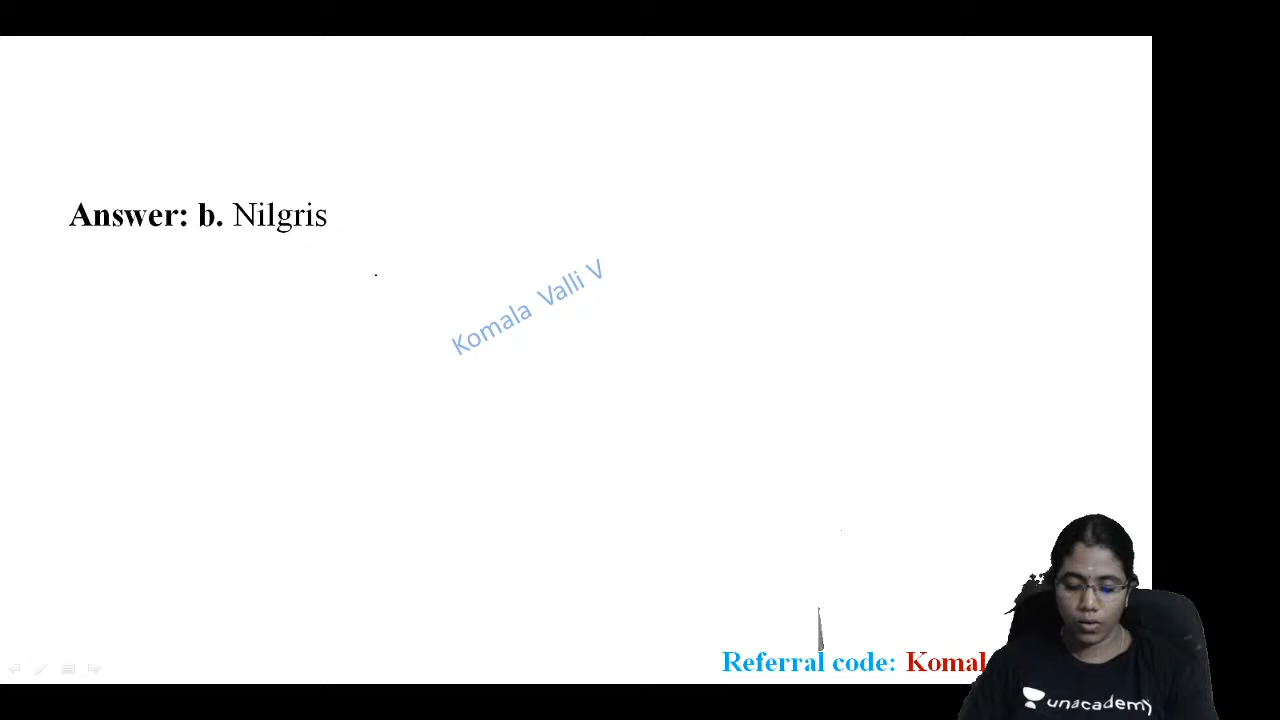 Answer: b. Nilgris
Komala Valli V
Referral code: Komal
unacademy